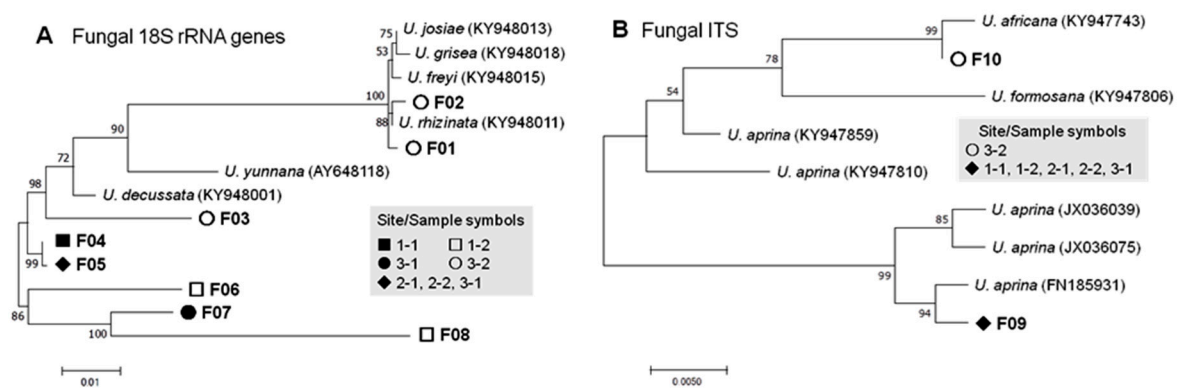 A Fungal 18S rRNA genes
75
U. josiae (KY948013)
53
U. grisea (KY948018)
U. freyi (KY948015)
100
F02
88
U. rhizinata (KY948011)
F01
90
72
U. yunnana (AY648118)
98
U. decussata (KY948001)
F03
F04
99
F05
F06
86
F07
100
F08
0.01
Site/Sample symbols
1-1 1-2
3-1 3-2
2-1, 2-2, 3-1
B Fungal ITS
99
U. africana (KY947743)
F10
78
54
U. formosana (KY947806)
U. aprina (KY947859)
U. aprina (KY947810)
Site/Sample symbols
3-2
1-1, 1-2, 2-1, 2-2, 3-1
85
U. aprina (JX036039)
U. aprina (JX036075)
99
U. aprina (FN185931)
94
F09
0.0050